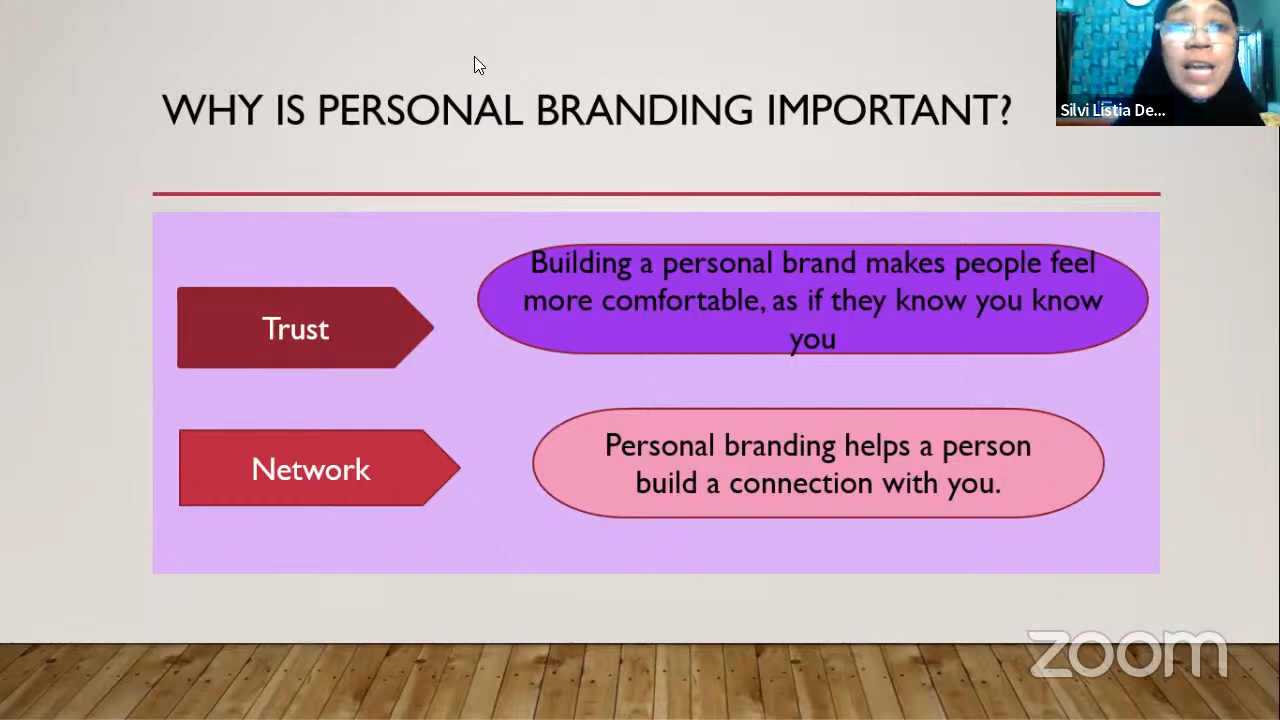 WHY IS PERSONAL BRANDING IMPORTANT?
Silvi Listia De...
Trust
Building a personal brand makes people feel
more comfortable, as if they know you know
you
Network
Personal branding helps a person
build a connection with you.
zoom